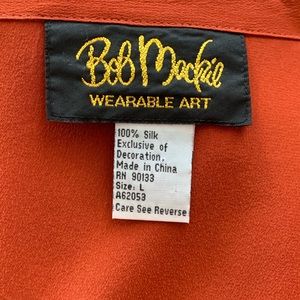 Bob Mackie
WEARABLE ART
100% Silk
Exclusive of
Decoration,
Made in China
RN 90133
Size: L
A62053
Care See Reverse